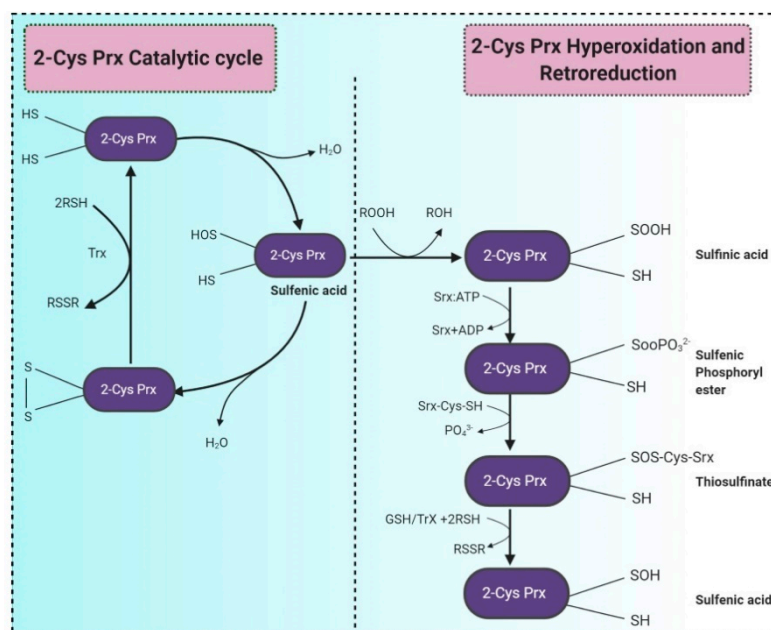 2-Cys Prx Catalytic cycle
HS
HS
2-Cys Prx
H₂O
2RSH
Trx
RSSR
HOS
HS
2-Cys Prx
Sulfenic acid
S
S
2-Cys Prx
H₂O
2-Cys Prx Hyperoxidation and
Retroreduction
ROOH
ROH
2-Cys Prx
SOOH
SH
Sulfinic acid
Srx:ATP
Srx+ADP
2-Cys Prx
SooPO₃²⁻
SH
Sulfenic
Phosphoryl
ester
Srx-Cys-SH
PO₄³⁻
2-Cys Prx
SOS-Cys-Srx
SH
Thiosulfinate
GSH/TrX +2RSH
RSSR
2-Cys Prx
SOH
SH
Sulfenic acid